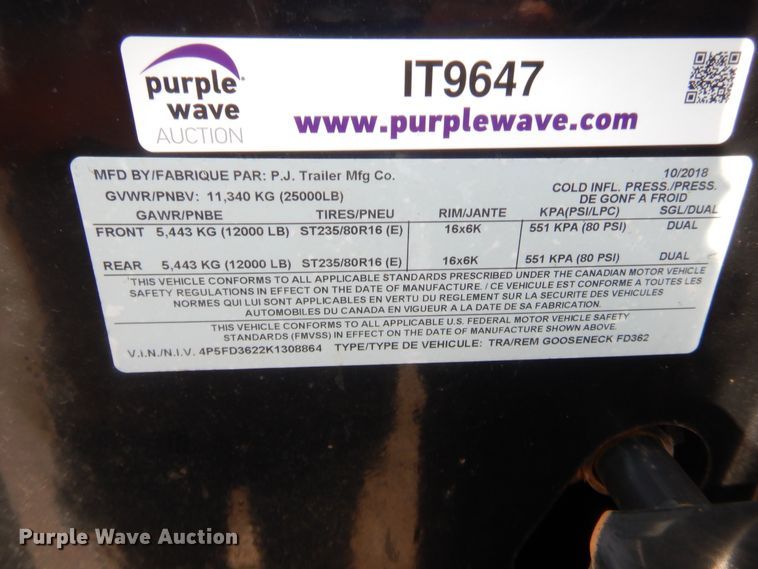 purple
wave
AUCTION
IT9647
www.purplewave.com
MFD BY/FABRIQUE PAR: P.J. Trailer Mfg Co. 10/2018
GVWR/PNBV: 11,340 KG (25000LB) COLD INFL. PRESS./PRESS.
DE GONF A FROID
GAWR/PNBE TIRES/PNEU RIM/JANTE KPA(PSI/LPC) SGL/DUAL
FRONT 5,443 KG (12000 LB) ST235/80R16 (E) 16x6K 551 KPA (80 PSI) DUAL
REAR 5,443 KG (12000 LB) ST235/80R16 (E) 16x6K 551 KPA (80 PSI) DUAL
THIS VEHICLE CONFORMS TO ALL APPLICABLE STANDARDS PRESCRIBED UNDER THE CANADIAN MOTOR VEHICLE
SAFETY REGULATIONS IN EFFECT ON THE DATE OF MANUFACTURE. / CE VEHICULE EST CONFORME A TOUTES LES
NORMES QUI LUI SONT APPLICABLES EN VERTU DU REGLEMENT SUR LA SECURITE DES VEHICULES
AUTOMOBILES DU CANADA EN VIGUEUR A LA DATE DE SA FABRICATION.
THIS VEHICLE CONFORMS TO ALL APPLICABLE U.S. FEDERAL MOTOR VEHICLE SAFETY
STANDARDS (FMVSS) IN EFFECT ON THE DATE OF MANUFACTURE SHOWN ABOVE.
V.I.N./N.I.V. 4P5FD3622K1308864 TYPE/TYPE DE VEHICULE: TRA/REM GOOSENECK FD362
Purple Wave Auction